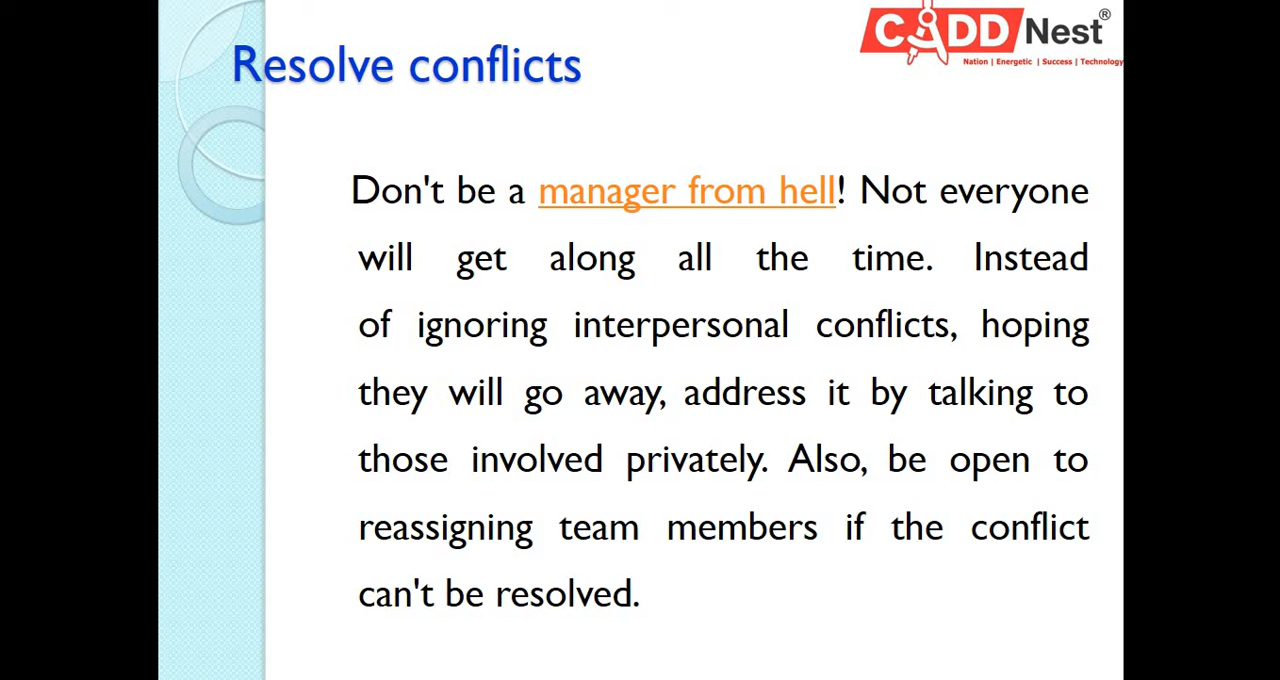 CADD Nest®
Nation | Energetic | Success | Technology
Resolve conflicts
Don't be a manager from hell! Not everyone
will get along all the time. Instead
of ignoring interpersonal conflicts, hoping
they will go away, address it by talking to
those involved privately. Also, be open to
reassigning team members if the conflict
can't be resolved.